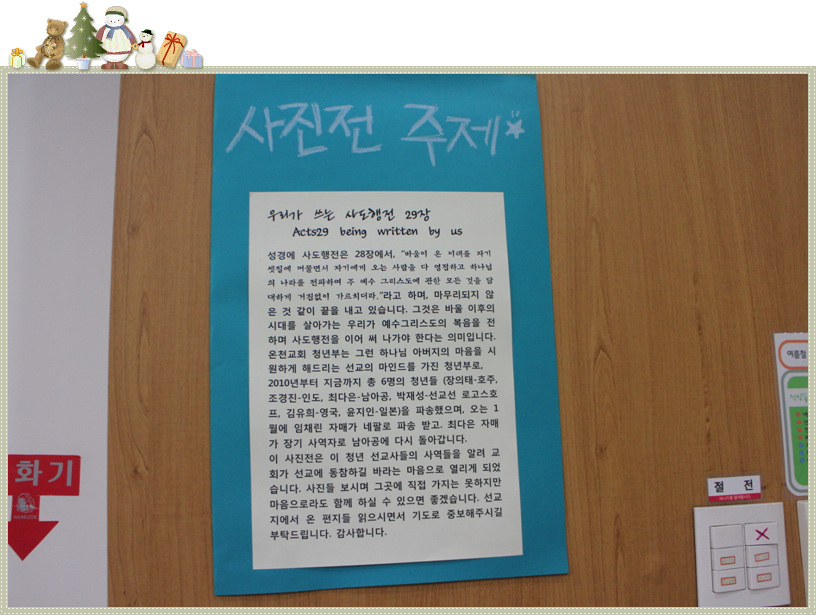 사진전 주제
우리가 쓰는 사도행전 29장
Acts29 being written by us
성경에 사도행전은 28장에서, "바울이 온 이태를 자기
셋집에 머물면서 자기에게 오는 사람을 다 영접하고 하나님
의 나라를 전파하며 주 예수 그리스도에 관한 모든 것을 담
대하게 거침없이 가르치더라."라고 하며, 마무리되지 않
은 것 같이 끝을 내고 있습니다. 그것은 바울 이후의
시대를 살아가는 우리가 예수그리스도의 복음을 전
하며 사도행전을 이어 써 나가야 한다는 의미입니다.
온천교회 청년부는 그런 하나님 아버지의 마음을 시
원하게 해드리는 선교의 마인드를 가진 청년부로,
2010년부터 지금까지 총 6명의 청년들 (장의태-호주,
조경진-인도, 최다은-남아공, 박재성-선교선 로고스호
프, 김유희-영국, 윤지인-일본)을 파송했으며, 오는 1
월에 임채린 자매가 네팔로 파송 받고, 최다은 자매
가 장기 사역자로 남아공에 다시 돌아갑니다.
이 사진전은 이 청년 선교사들의 사역들을 알려 교
회가 선교에 동참하길 바라는 마음으로 열리게 되었
습니다. 사진들 보시며 그곳에 직접 가지는 못하지만
마음으로라도 함께 하실 수 있으면 좋겠습니다. 선교
지에서 온 편지들 읽으시면서 기도로 중보해주시길
부탁드립니다. 감사합니다.
화기
여름철
절 전